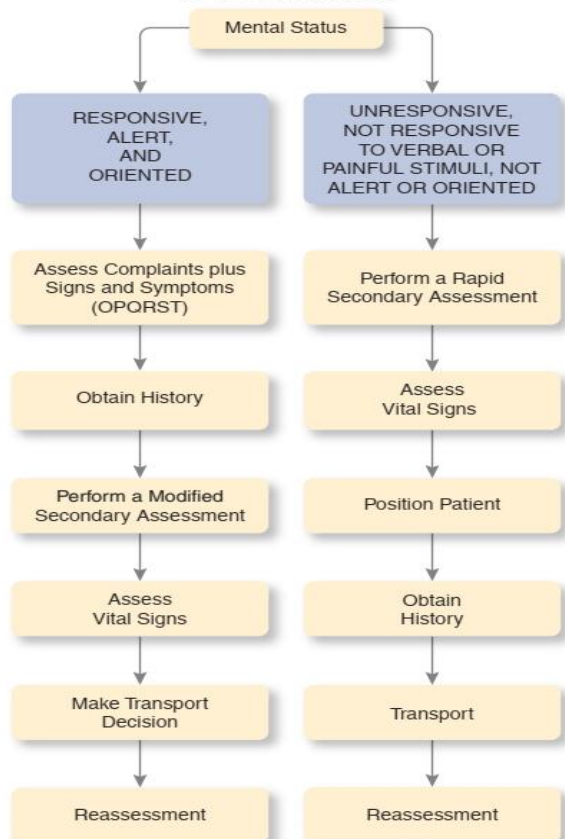 Mental Status
RESPONSIVE,
ALERT,
AND
ORIENTED
Assess Complaints plus
Signs and Symptoms
(OPQRST)
Obtain History
Perform a Modified
Secondary Assessment
Assess
Vital Signs
Make Transport
Decision
Reassessment
UNRESPONSIVE,
NOT RESPONSIVE
TO VERBAL OR
PAINFUL STIMULI, NOT
ALERT OR ORIENTED
Perform a Rapid
Secondary Assessment
Assess
Vital Signs
Position Patient
Obtain
History
Transport
Reassessment